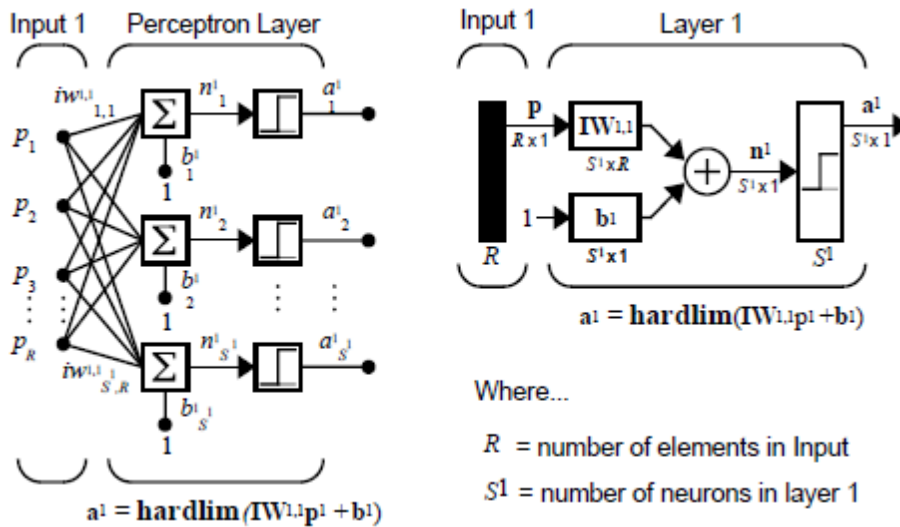 Input 1
Perceptron Layer
iw1,1 1,1
n1 1
a1 1
p1
b1 1
1
p2
n1 2
a1 2
p3
b1 2
1
pR
n1 S1
a1 S1
iw1,1 S1,R
b1 S1
1
a1 = hardlim(IW1,1p1 +b1)
Input 1
Layer 1
p
R x 1
IW1,1
S1 x R
a1
S1 x 1
n1
S1 x 1
1
b1
S1 x 1
R
S1
a1 = hardlim(IW1,1p1 +b1)
Where...
R = number of elements in Input
S1 = number of neurons in layer 1